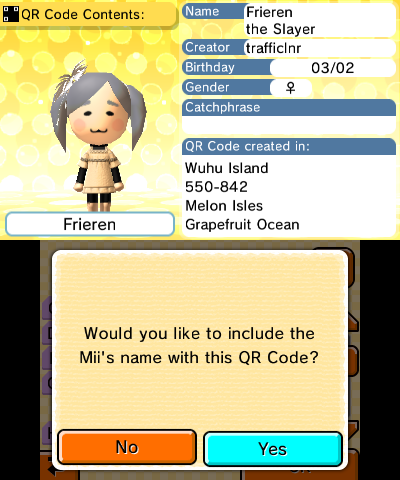 QR Code Contents:
Name Frieren
the Slayer
Creator trafficlnr
Birthday 03/02
Gender ♀
Catchphrase
QR Code created in:
Wuhu Island
550-842
Melon Isles
Grapefruit Ocean
Frieren
Would you like to include the
Mii's name with this QR Code?
No Yes